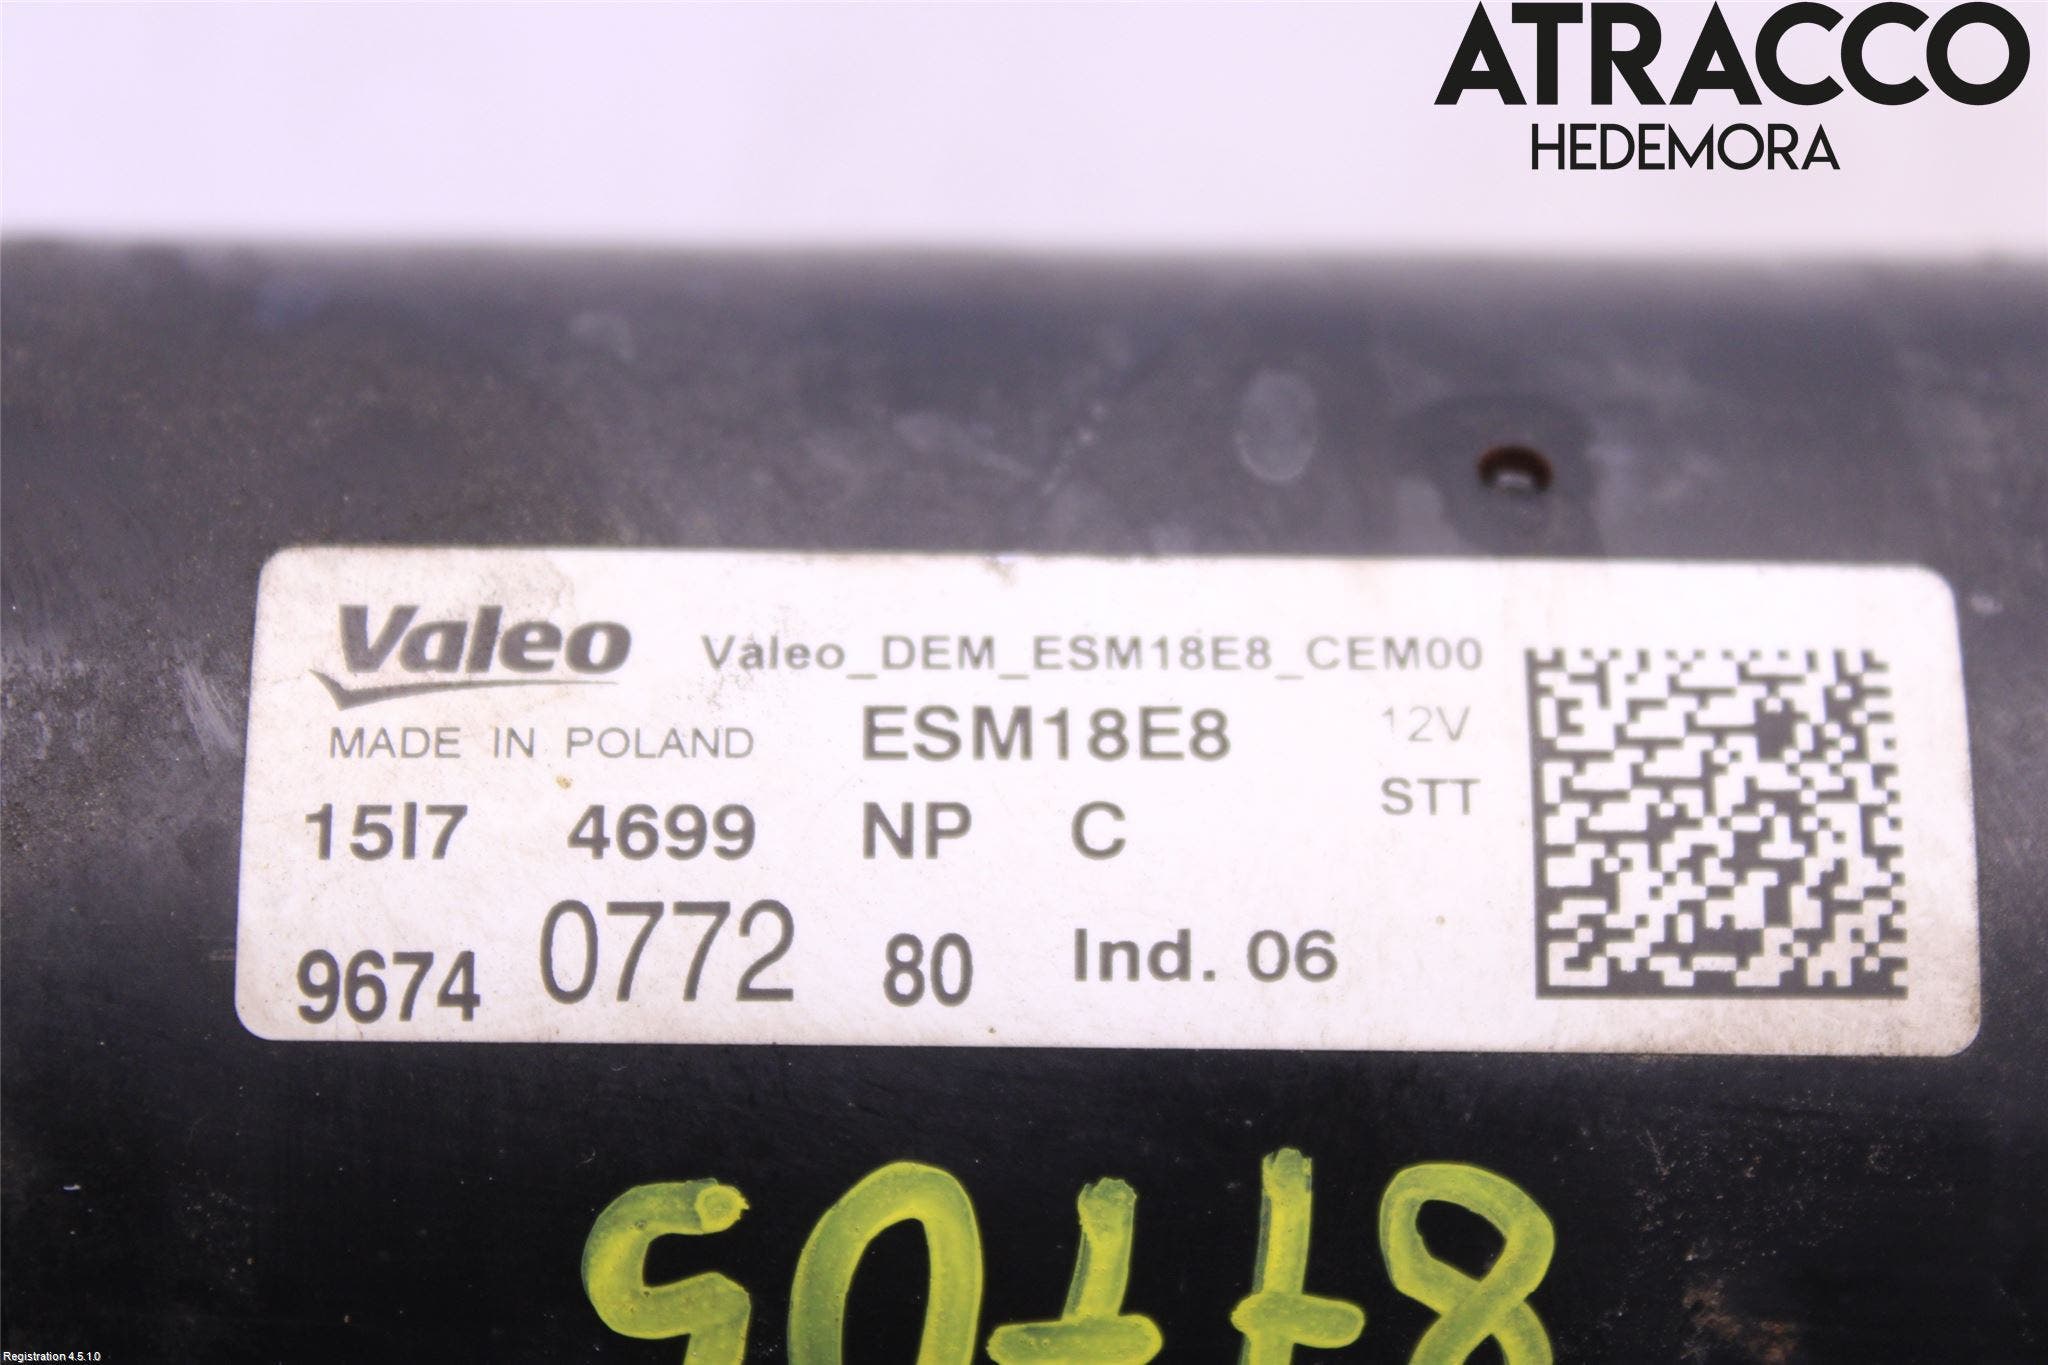 ATRACCO
HEDEMORA
Valeo Valeo_DEM_ESM18E8_CEM00
MADE IN POLAND ESM18E8 12V
15I7 4699 NP C STT
9674 0772 80 Ind. 06
Registration 4.5.1.0